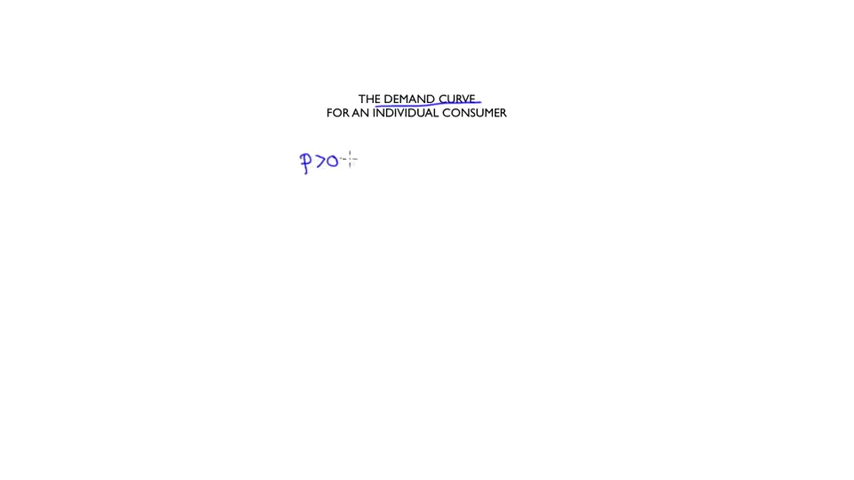 THE DEMAND CURVE
FOR AN INDIVIDUAL CONSUMER
p>0